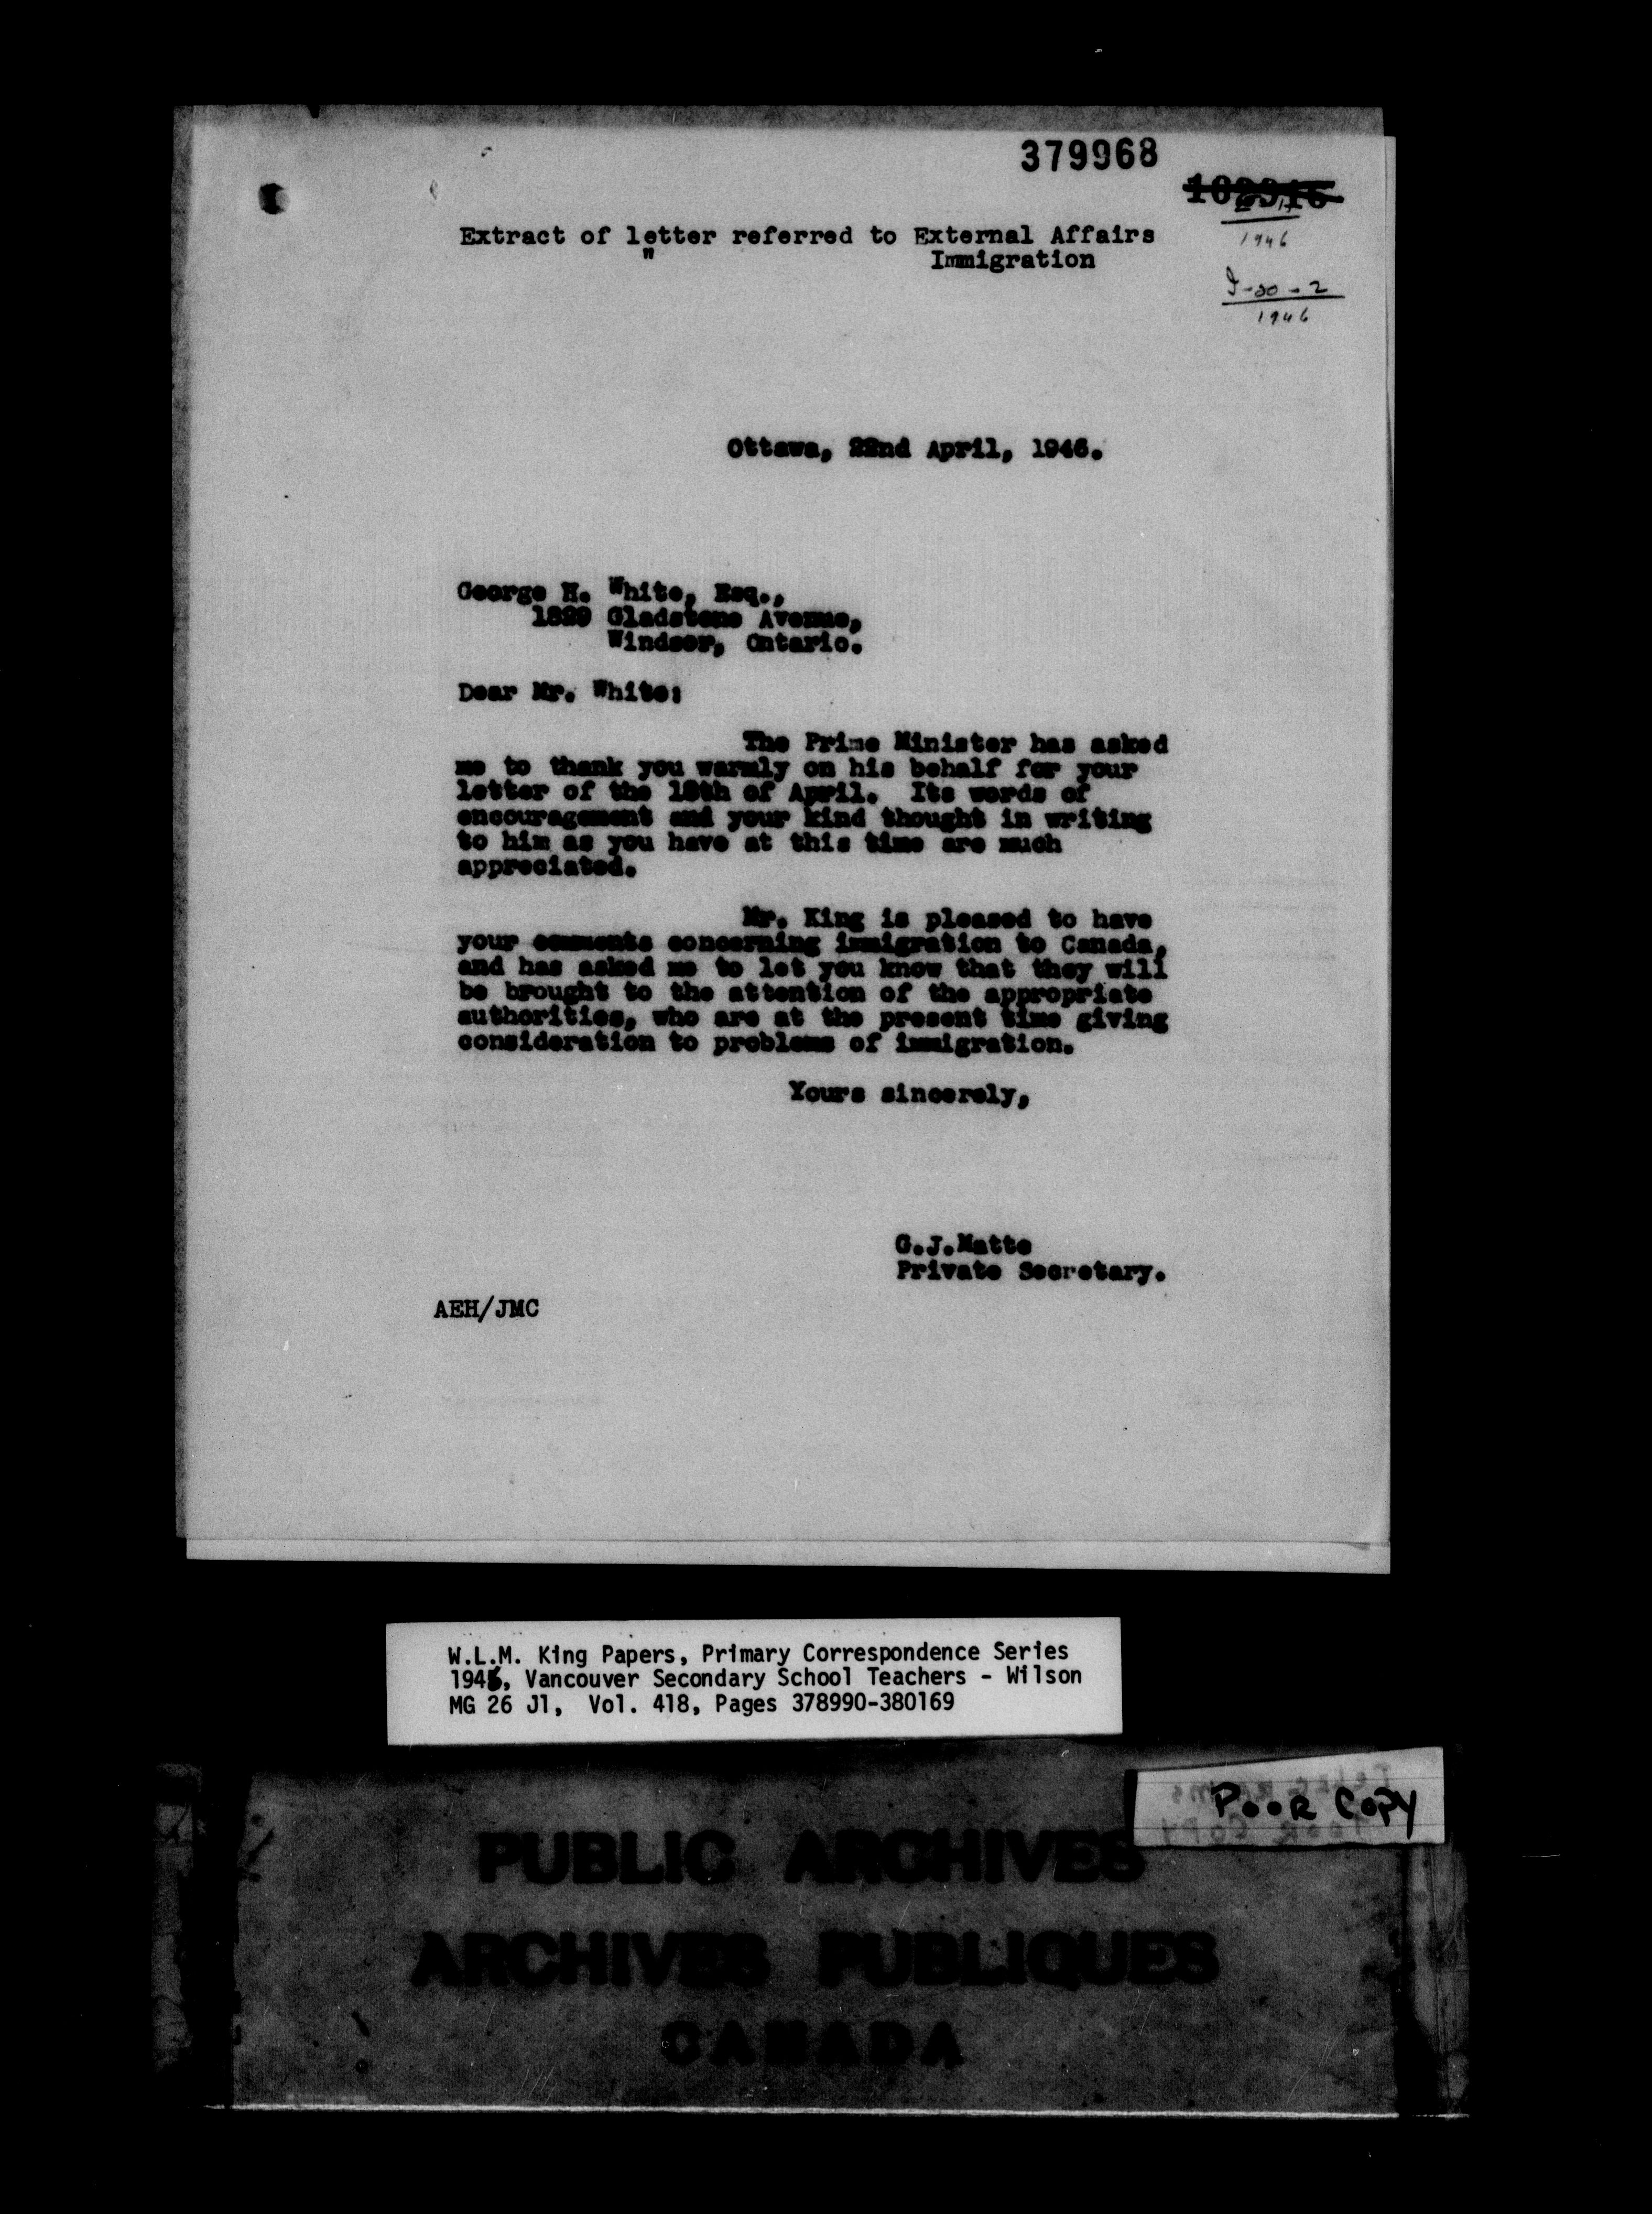 379968
Extract of letter referred to External Affairs
" Immigration
1946
I-20-2
1946
Ottawa, 22nd April, 1946.
George H. White, Esq.,
1829 Gladstone Avenue,
Windsor, Ontario.
Dear Mr. White:
The Prime Minister has asked
me to thank you warmly on his behalf for your
letter of the of April. Its words of
encouragement and your kind thought in writing
to him as you have at this time are much
appreciated.
Mr. King is pleased to have
your comments concerning immigration to Canada,
and has asked me to let you know that they will
be brought to the attention of the appropriate
authorities, who are at the present time giving
consideration to problems of immigration.
Yours sincerely,
G.J.Matte
Private Secretary.
AEH/JMC
W.L.M. King Papers, Primary Correspondence Series
1946, Vancouver Secondary School Teachers - Wilson
MG 26 J1, Vol. 418, Pages 378990-380169
POOR COPY
PUBLIC ARCHIVES
ARCHIVES PUBLIQUES
CANADA